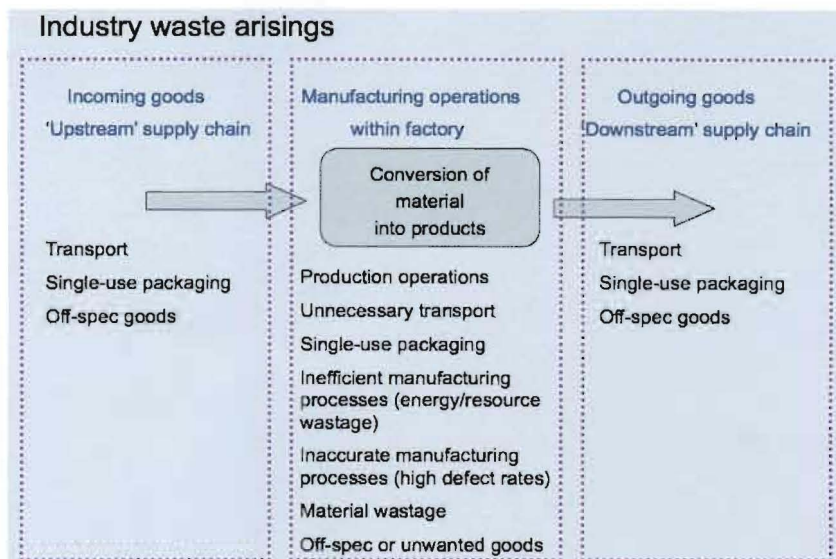 Industry waste arisings
Incoming goods
'Upstream' supply chain
Transport
Single-use packaging
Off-spec goods
Manufacturing operations
within factory
Conversion of
material
into products
Production operations
Unnecessary transport
Single-use packaging
Inefficient manufacturing
processes (energy/resource
wastage)
Inaccurate manufacturing
processes (high defect rates)
Material wastage
Off-spec or unwanted goods
Outgoing goods
'Downstream' supply chain
Transport
Single-use packaging
Off-spec goods